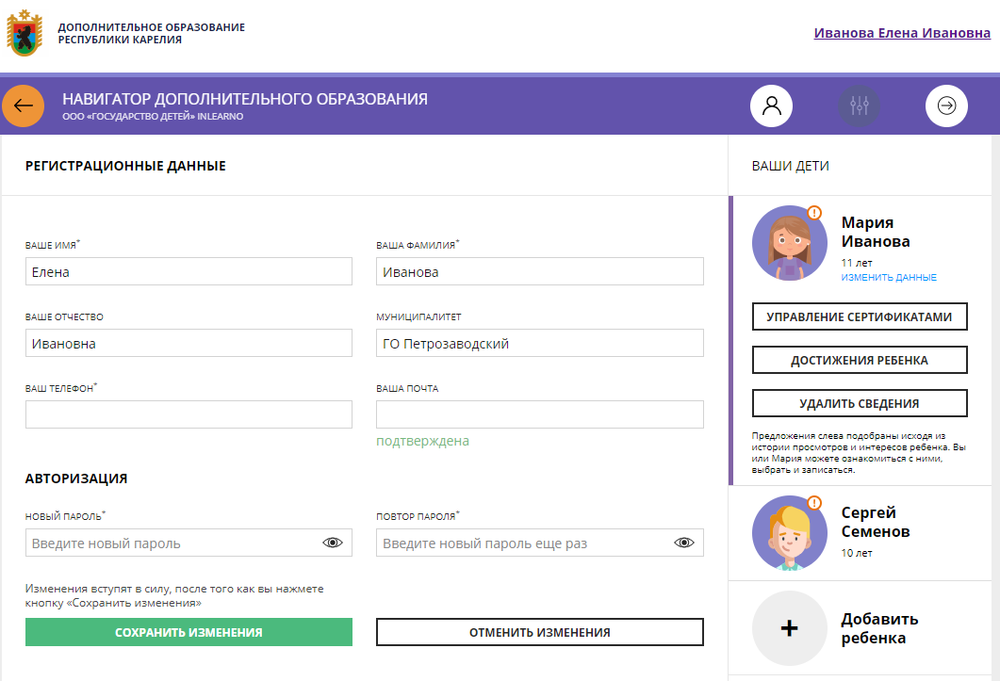 ДОПОЛНИТЕЛЬНОЕ ОБРАЗОВАНИЕ
РЕСПУБЛИКИ КАРЕЛИЯ
Иванова Елена Ивановна
НАВИГАТОР ДОПОЛНИТЕЛЬНОГО ОБРАЗОВАНИЯ
ООО «ГОСУДАРСТВО ДЕТЕЙ» INLEARNO
РЕГИСТРАЦИОННЫЕ ДАННЫЕ
ВАШЕ ИМЯ*
ВАША ФАМИЛИЯ*
Елена
Иванова
ВАШЕ ОТЧЕСТВО
МУНИЦИПАЛИТЕТ
Ивановна
ГО Петрозаводский
ВАШ ТЕЛЕФОН*
ВАША ПОЧТА
подтверждена
АВТОРИЗАЦИЯ
НОВЫЙ ПАРОЛЬ*
ПОВТОР ПАРОЛЯ*
Введите новый пароль
Введите новый пароль еще раз
Изменения вступят в силу, после того как вы нажмете
кнопку «Сохранить изменения»
СОХРАНИТЬ ИЗМЕНЕНИЯ
ОТМЕНИТЬ ИЗМЕНЕНИЯ
ВАШИ ДЕТИ
!
Мария
Иванова
11 лет
ИЗМЕНИТЬ ДАННЫЕ
УПРАВЛЕНИЕ СЕРТИФИКАТАМИ
ДОСТИЖЕНИЯ РЕБЕНКА
УДАЛИТЬ СВЕДЕНИЯ
Предложения слева подобраны исходя из
истории просмотров и интересов ребенка. Вы
или Мария можете ознакомиться с ними,
выбрать и записаться.
!
Сергей
Семенов
10 лет
+
Добавить
ребенка